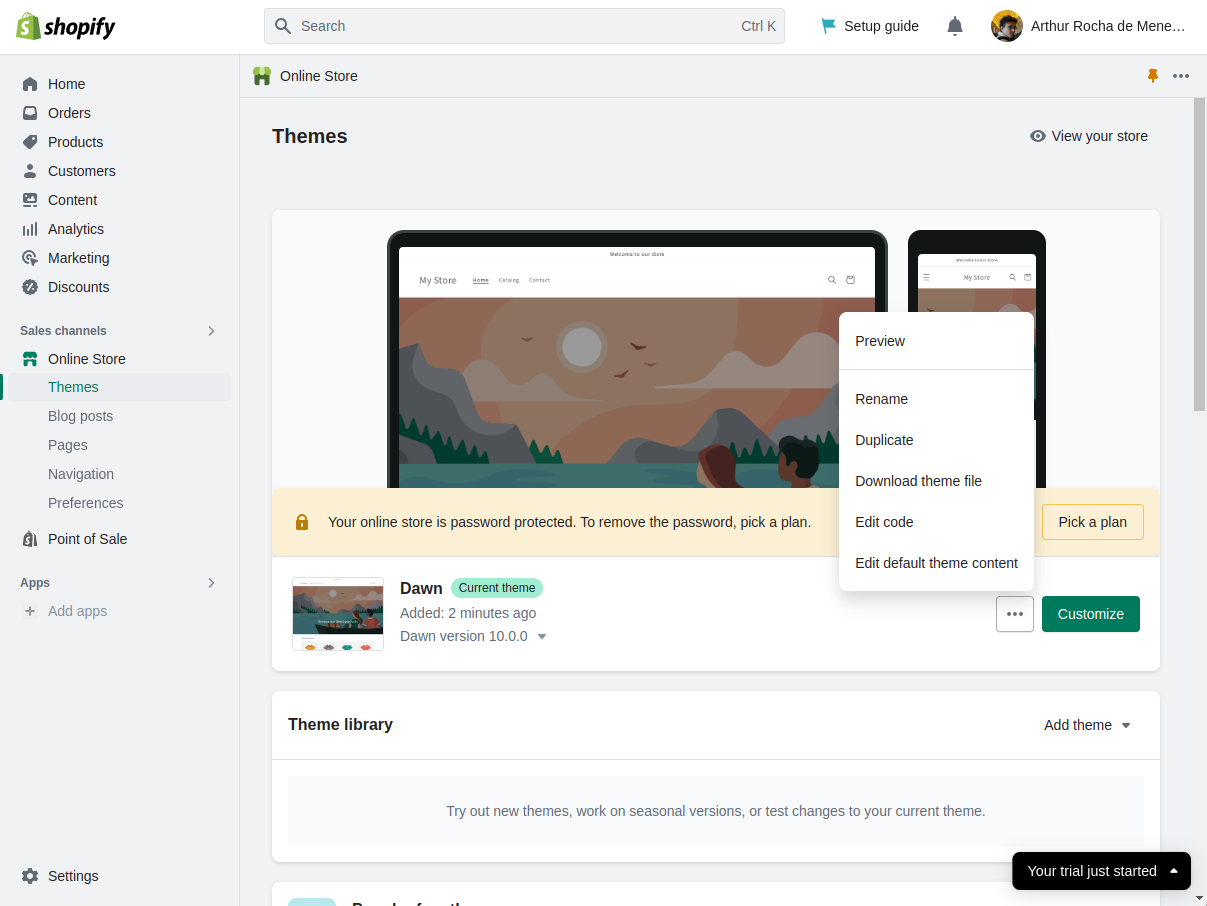 shopify
Search
Ctrl K
Setup guide
Arthur Rocha de Mene…
Home
Orders
Products
Customers
Content
Analytics
Marketing
Discounts
Sales channels
Online Store
Themes
Blog posts
Pages
Navigation
Preferences
Point of Sale
Apps
Add apps
Settings
Online Store
Themes
View your store
Welcome to our store
My Store
Home
Catalog
Contact
Welcome to our store
My Store
Preview
Rename
Duplicate
Download theme file
Edit code
Edit default theme content
Your online store is password protected. To remove the password, pick a plan.
Pick a plan
Dawn
Current theme
Added: 2 minutes ago
Dawn version 10.0.0
Customize
Theme library
Add theme
Try out new themes, work on seasonal versions, or test changes to your current theme.
Your trial just started